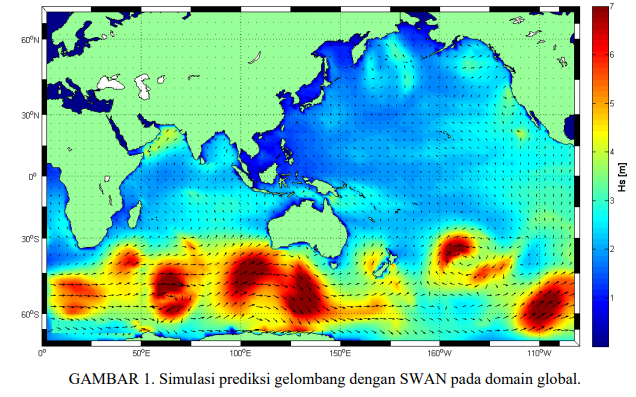 7
60°N
6
5
30°N
4
0°
Hs [m]
3
30°S
2
60°S
1
0° 50°E 100°E 150°E 160°W 110°W
GAMBAR 1. Simulasi prediksi gelombang dengan SWAN pada domain global.